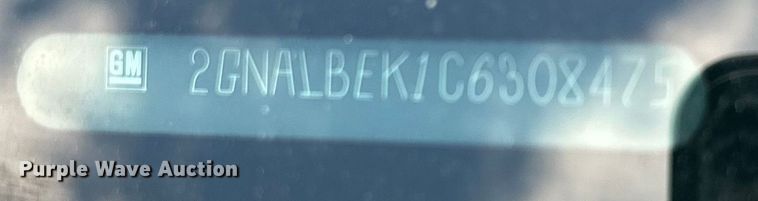 GM 2GNALBEK1C6308475
Purple Wave Auction